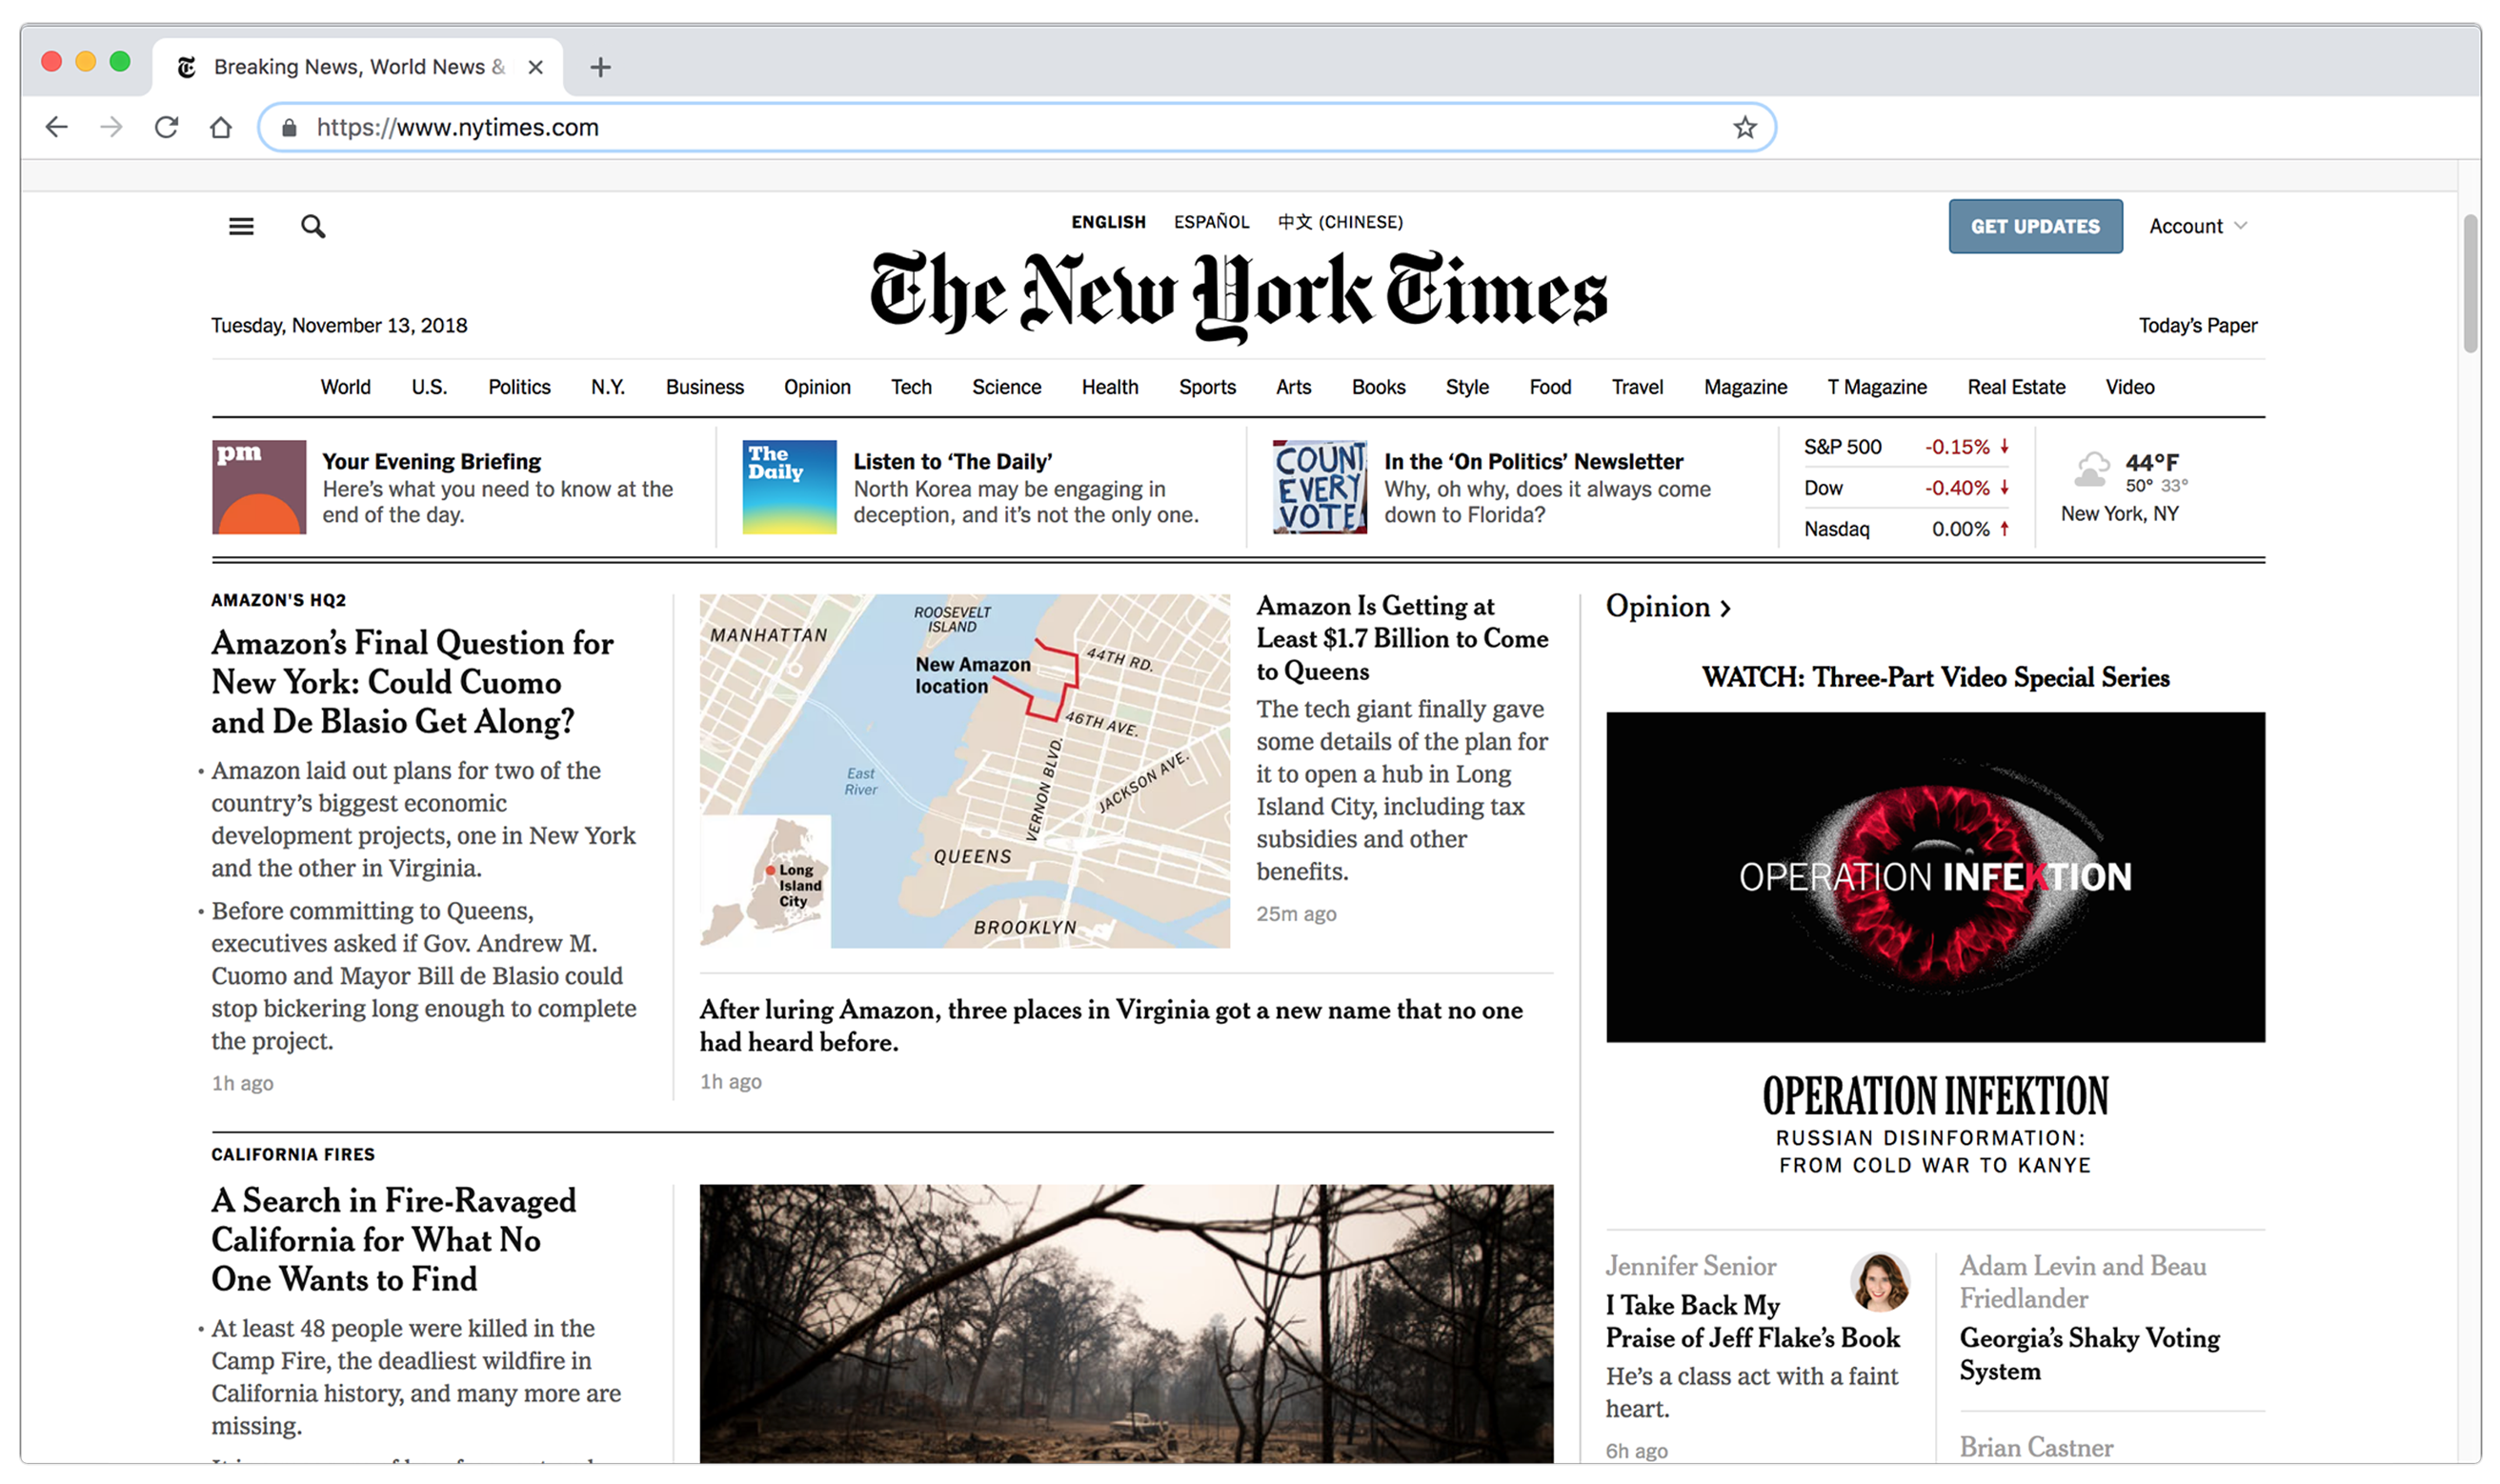 Breaking News, World News &
https://www.nytimes.com
ENGLISH ESPAÑOL 中文 (CHINESE)
GET UPDATES
Account
The New York Times
Tuesday, November 13, 2018
Today's Paper
World U.S. Politics N.Y. Business Opinion Tech Science Health Sports Arts Books Style Food Travel Magazine T Magazine Real Estate Video
pm
Your Evening Briefing
Here's what you need to know at the
end of the day.
The
Daily
Listen to ‘The Daily’
North Korea may be engaging in
deception, and it's not the only one.
COUNT
EVERY
VOTE
In the ‘On Politics’ Newsletter
Why, oh why, does it always come
down to Florida?
S&P 500 -0.15% ↓
Dow -0.40% ↓
Nasdaq 0.00% ↑
44°F
50° 33°
New York, NY
AMAZON'S HQ2
Amazon’s Final Question for
New York: Could Cuomo
and De Blasio Get Along?
• Amazon laid out plans for two of the
country’s biggest economic
development projects, one in New York
and the other in Virginia.
• Before committing to Queens,
executives asked if Gov. Andrew M.
Cuomo and Mayor Bill de Blasio could
stop bickering long enough to complete
the project.
1h ago
MANHATTAN
ROOSEVELT
ISLAND
New Amazon
location
44TH RD.
46TH AVE.
VERNON BLVD.
JACKSON AVE.
East
River
QUEENS
BROOKLYN
Long
Island
City
Amazon Is Getting at
Least $1.7 Billion to Come
to Queens
The tech giant finally gave
some details of the plan for
it to open a hub in Long
Island City, including tax
subsidies and other
benefits.
25m ago
After luring Amazon, three places in Virginia got a new name that no one
had heard before.
1h ago
Opinion ›
WATCH: Three-Part Video Special Series
OPERATION INFEKTION
OPERATION INFEKTION
RUSSIAN DISINFORMATION:
FROM COLD WAR TO KANYE
CALIFORNIA FIRES
A Search in Fire-Ravaged
California for What No
One Wants to Find
• At least 48 people were killed in the
Camp Fire, the deadliest wildfire in
California history, and many more are
missing.
Jennifer Senior
I Take Back My
Praise of Jeff Flake’s Book
He’s a class act with a faint
heart.
6h ago
Adam Levin and Beau
Friedlander
Georgia’s Shaky Voting
System
Brian Castner